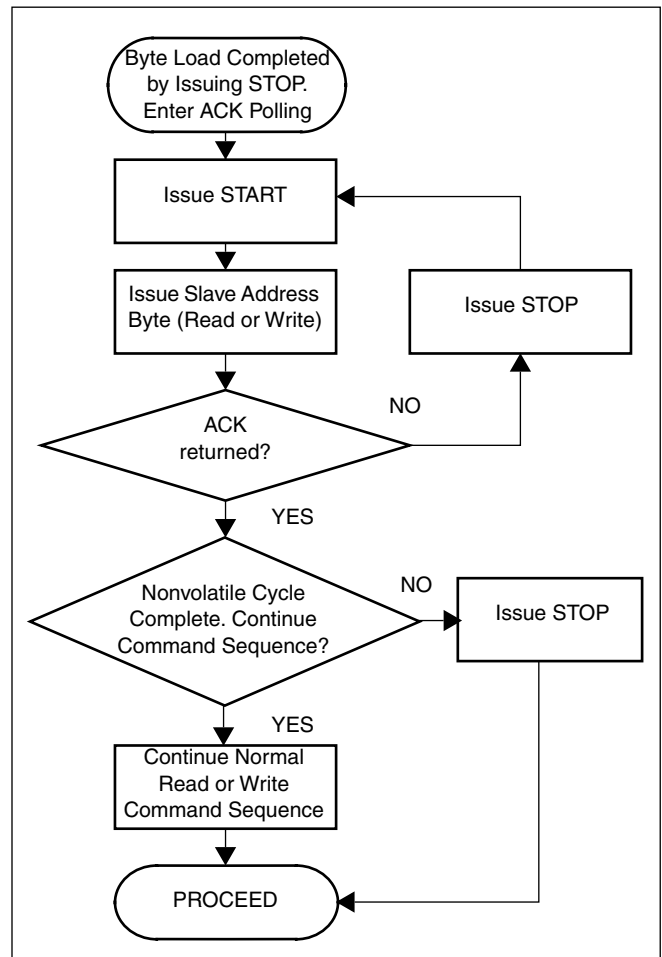 Byte Load Completed
by Issuing STOP.
Enter ACK Polling
Issue START
Issue Slave Address
Byte (Read or Write)
Issue STOP
ACK
returned?
NO
YES
Nonvolatile Cycle
Complete. Continue
Command Sequence?
NO
Issue STOP
YES
Continue Normal
Read or Write
Command Sequence
PROCEED